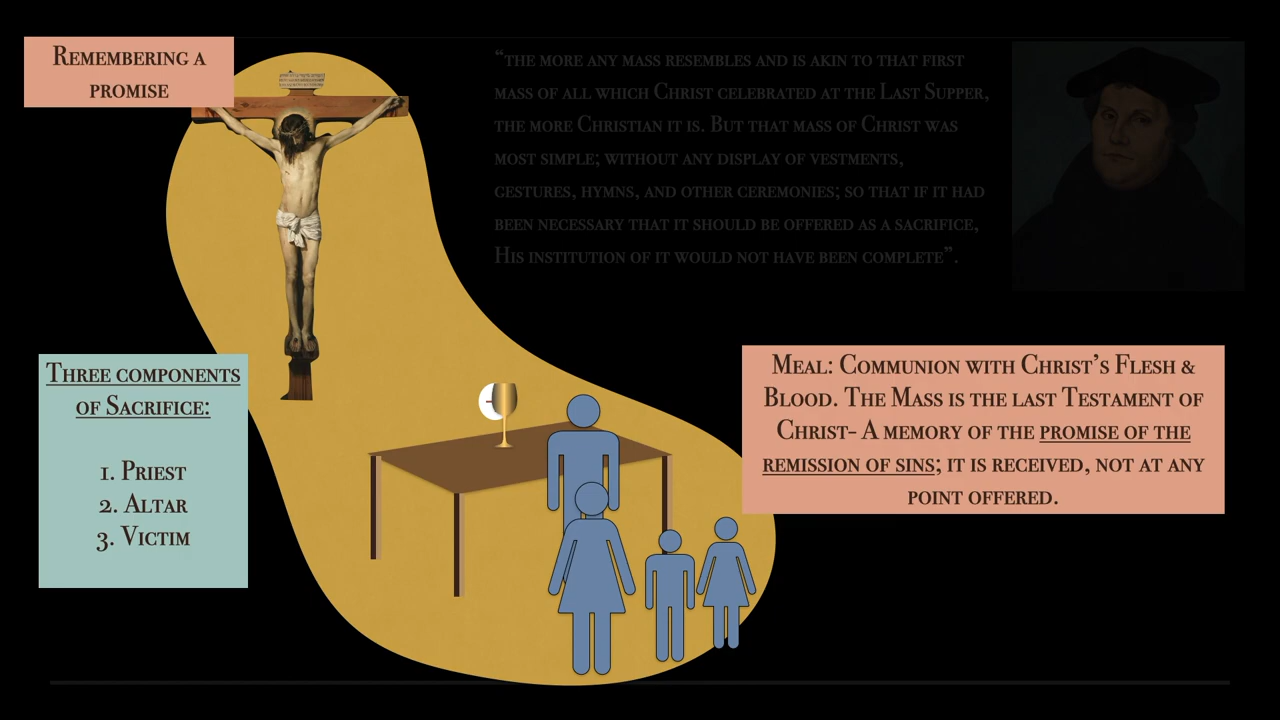 Remembering a
promise
“the more any mass resembles and is akin to that first
mass of all which Christ celebrated at the Last Supper,
the more Christian it is. But that mass of Christ was
most simple; without any display of vestments,
gestures, hymns, and other ceremonies; so that if it had
been necessary that it should be offered as a sacrifice,
His institution of it would not have been complete”.
Three components
of Sacrifice:
1. Priest
2. Altar
3. Victim
Meal: Communion with Christ’s Flesh &
Blood. The Mass is the last Testament of
Christ- A memory of the promise of the
remission of sins; it is received, not at any
point offered.